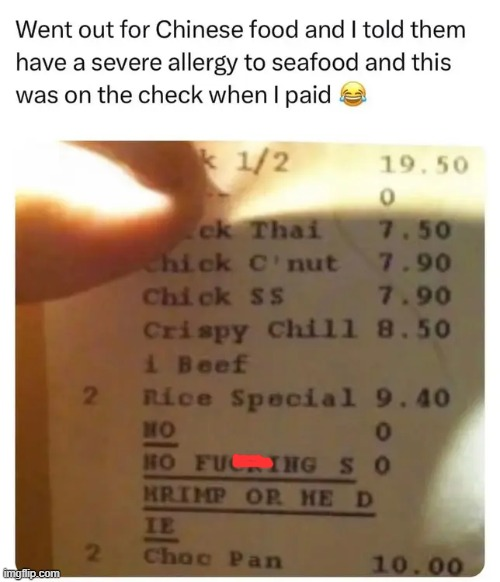 Went out for Chinese food and I told them
have a severe allergy to seafood and this
was on the check when I paid 😂
k 1/2 19.50
0
ck Thai 7.50
Chick C'nut 7.90
Chick SS 7.90
Crispy Chill 8.50
i Beef
2 Rice Special 9.40
NO 0
NO FUCKING S 0
HRIMP OR HE D
IE
2 Choc Pan 10.00
imgflip.com